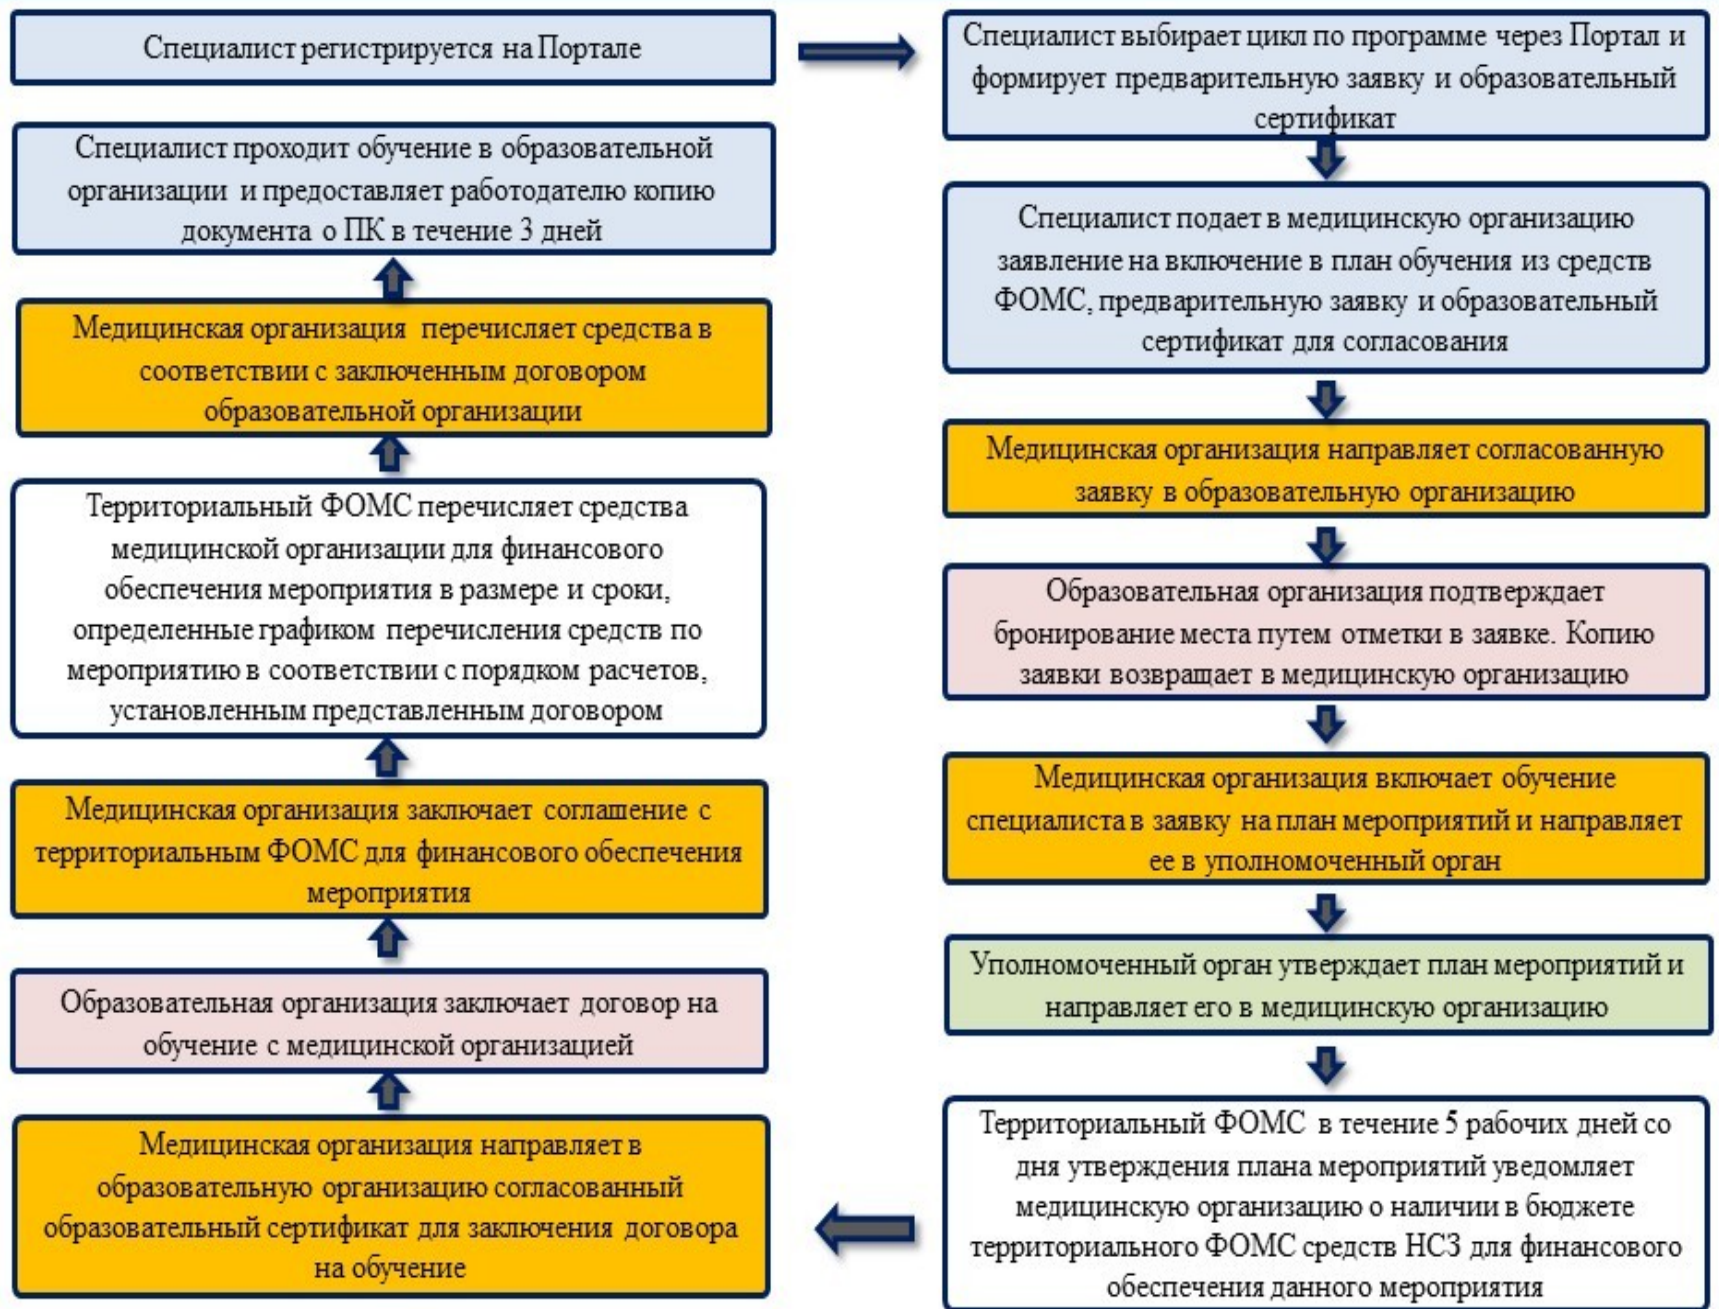 Специалист регистрируется на Портале
Специалист выбирает цикл по программе через Портал и
формирует предварительную заявку и образовательный
сертификат
Специалист подает в медицинскую организацию
заявление на включение в план обучения из средств
ФОМС, предварительную заявку и образовательный
сертификат для согласования
Медицинская организация направляет согласованную
заявку в образовательную организацию
Образовательная организация подтверждает
бронирование места путем отметки в заявке. Копию
заявки возвращает в медицинскую организацию
Медицинская организация включает обучение
специалиста в заявку на план мероприятий и направляет
ее в уполномоченный орган
Уполномоченный орган утверждает план мероприятий и
направляет его в медицинскую организацию
Территориальный ФОМС в течение 5 рабочих дней со
дня утверждения плана мероприятий уведомляет
медицинскую организацию о наличии в бюджете
территориального ФОМС средств НСЗ для финансового
обеспечения данного мероприятия
Медицинская организация направляет в
образовательную организацию согласованный
образовательный сертификат для заключения договора
на обучение
Образовательная организация заключает договор на
обучение с медицинской организацией
Медицинская организация заключает соглашение с
территориальным ФОМС для финансового обеспечения
мероприятия
Территориальный ФОМС перечисляет средства
медицинской организации для финансового
обеспечения мероприятия в размере и сроки,
определенные графиком перечисления средств по
мероприятию в соответствии с порядком расчетов,
установленным представленным договором
Медицинская организация перечисляет средства в
соответствии с заключенным договором
образовательной организации
Специалист проходит обучение в образовательной
организации и предоставляет работодателю копию
документа о ПК в течение 3 дней